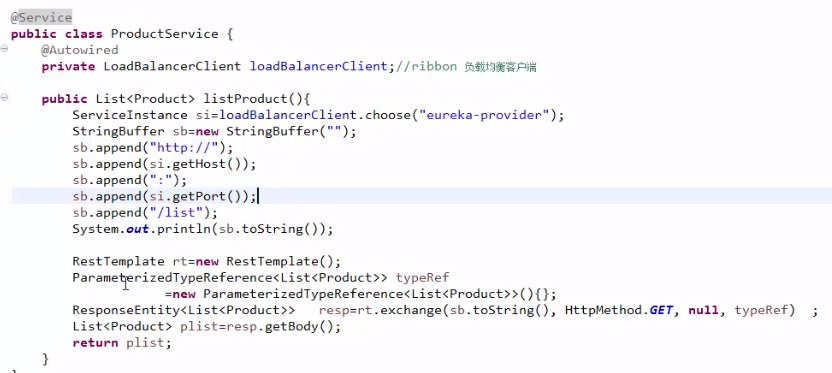 @Service
public class ProductService {
    @Autowired
    private LoadBalancerClient loadBalancerClient;//ribbon 负载均衡客户端
    public List<Product> listProduct(){
        ServiceInstance si=loadBalancerClient.choose("eureka-provider");
        StringBuffer sb=new StringBuffer("");
        sb.append("http://");
        sb.append(si.getHost());
        sb.append(":");
        sb.append(si.getPort());
        sb.append("/list");
        System.out.println(sb.toString());
        RestTemplate rt=new RestTemplate();
        ParameterizedTypeReference<List<Product>> typeRef
                    =new ParameterizedTypeReference<List<Product>>(){};
        ResponseEntity<List<Product>>   resp=rt.exchange(sb.toString(), HttpMethod.GET, null, typeRef)  ;
        List<Product> plist=resp.getBody();
        return plist;
    }